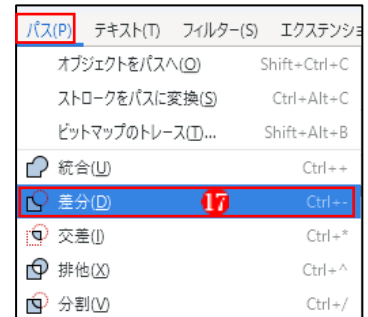 パス(P) テキスト(T) フィルター(S) エクステンショ
オブジェクトをパスへ(O) Shift+Ctrl+C
ストロークをパスに変換(S) Ctrl+Alt+C
ビットマップのトレース(T)... Shift+Alt+B
統合(U) Ctrl++
差分(D) 17 Ctrl+-
交差(I) Ctrl+*
排他(X) Ctrl+^
分割(V) Ctrl+/